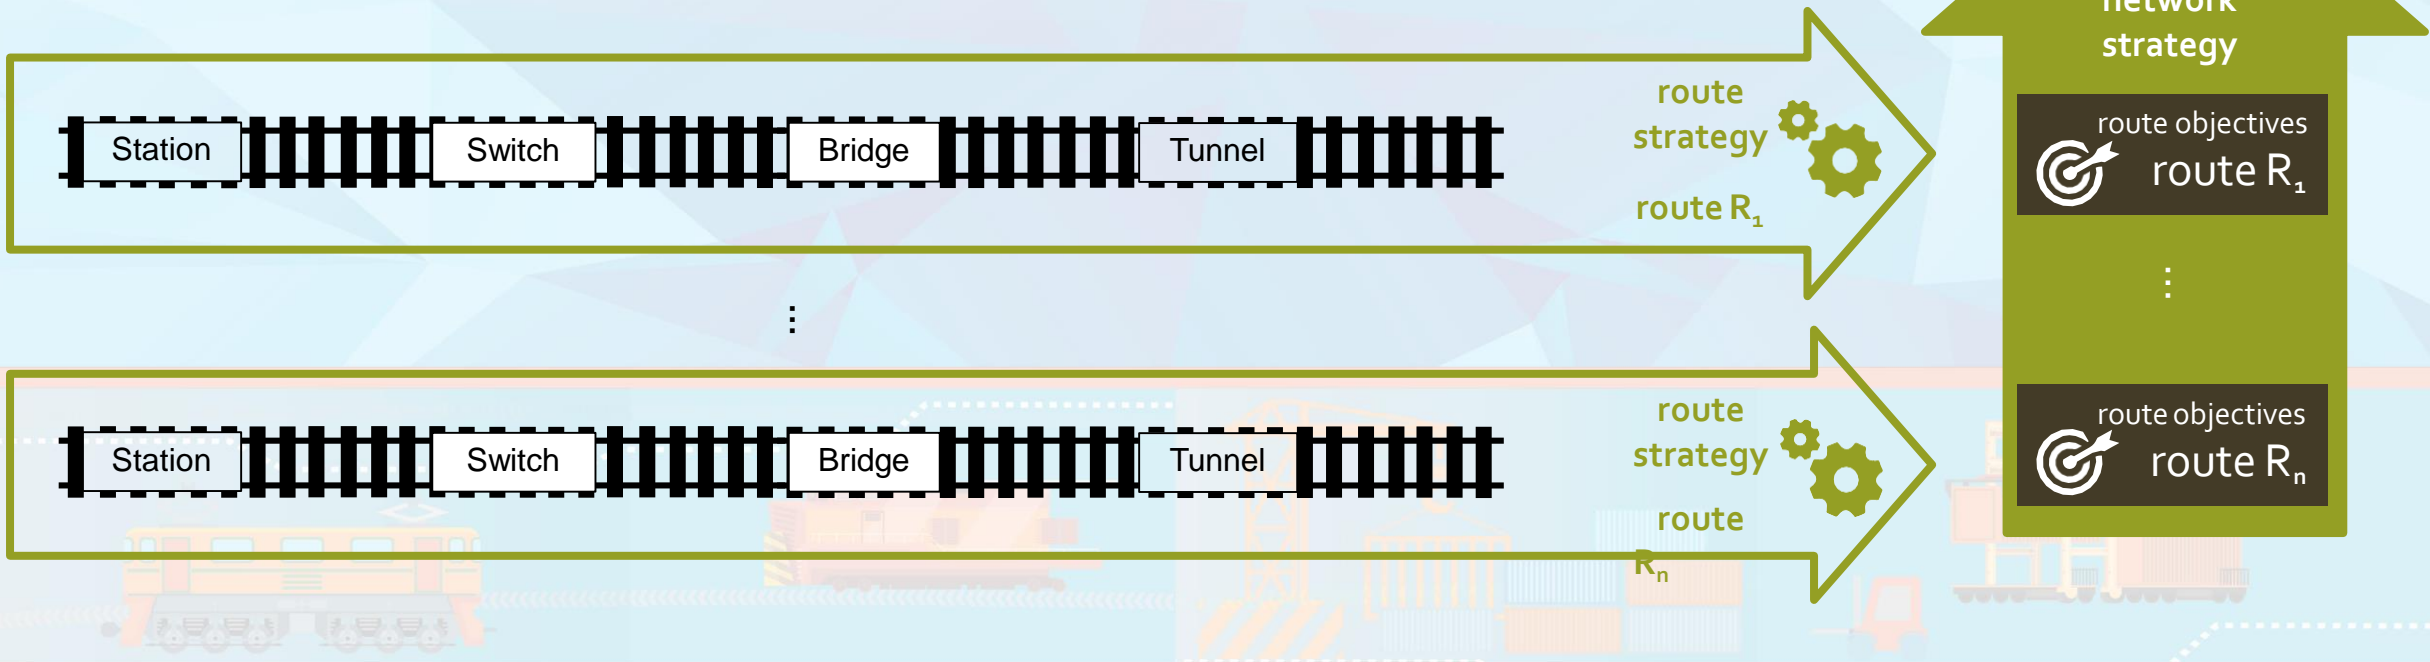 network
strategy
Station
Switch
Bridge
Tunnel
route
strategy
route R₁
route objectives
route R₁
⋮
⋮
Station
Switch
Bridge
Tunnel
route
strategy
route
Rₙ
route objectives
route Rₙ